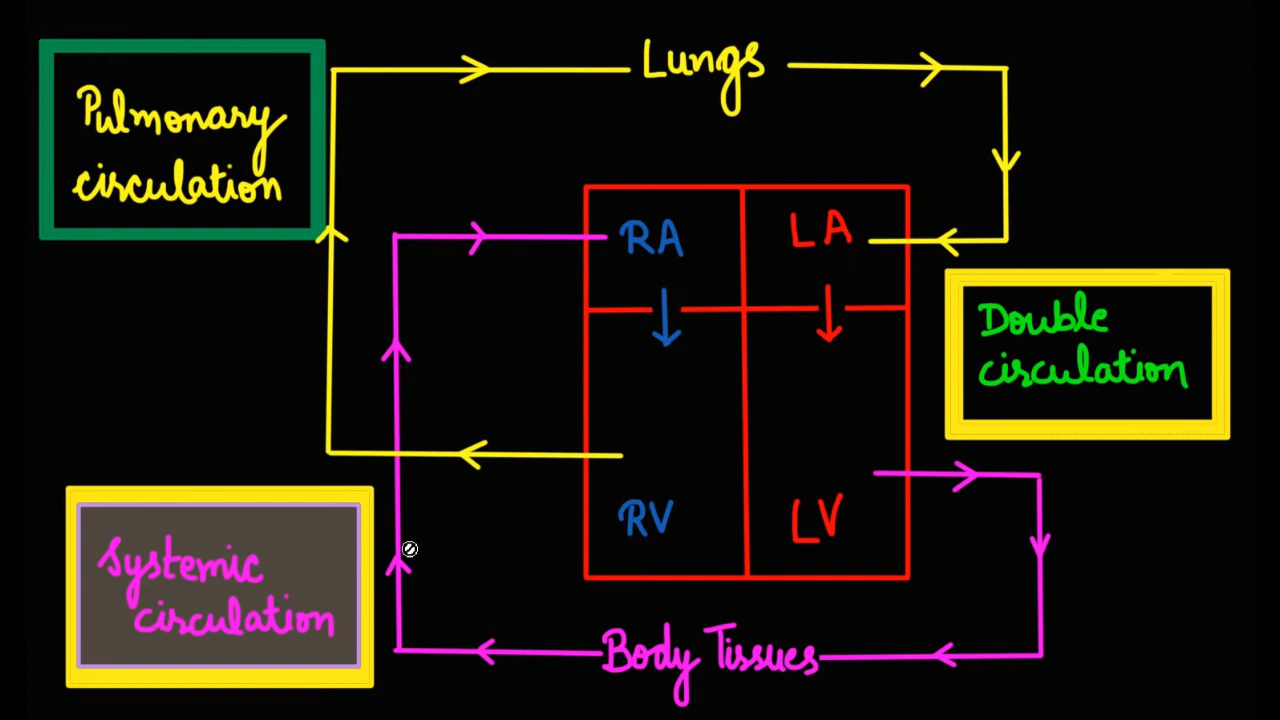 Lungs
Pulmonary
circulation
RA
LA
Double
circulation
RV
LV
Systemic
circulation
Body Tissues